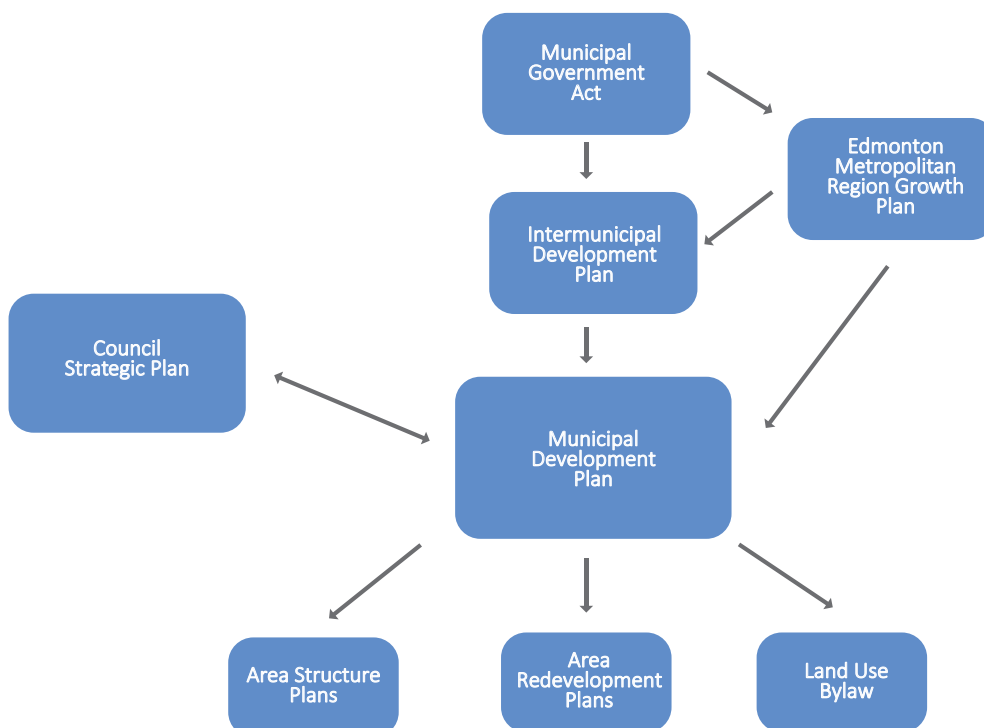 Municipal
Government
Act
Edmonton
Metropolitan
Region Growth
Plan
Intermunicipal
Development
Plan
Council
Strategic Plan
Municipal
Development
Plan
Area Structure
Plans
Area
Redevelopment
Plans
Land Use
Bylaw